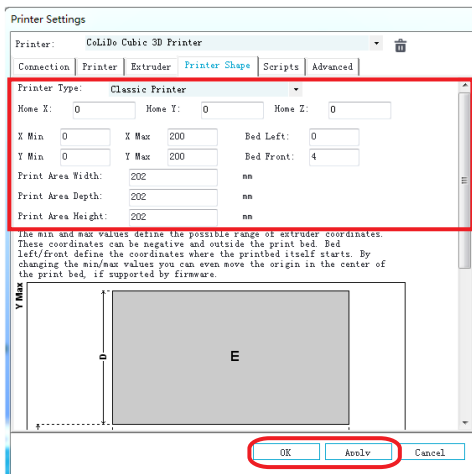 Printer Settings
Printer: CoLiDo Cubic 3D Printer
Connection Printer Extruder Printer Shape Scripts Advanced
Printer Type: Classic Printer
Home X: 0 Home Y: 0 Home Z: 0
X Min 0 X Max 200 Bed Left: 0
Y Min 0 Y Max 200 Bed Front: 4
Print Area Width: 202 mm
Print Area Depth: 202 mm
Print Area Height: 202 mm
The min and max values define the possible range of extruder coordinates.
These coordinates can be negative and outside the print bed. Bed
left/front define the coordinates where the printbed itself starts. By
changing the min/max values you can even move the origin in the center of
the print bed, if supported by firmware.
Y Max
D
E
OK Apply Cancel